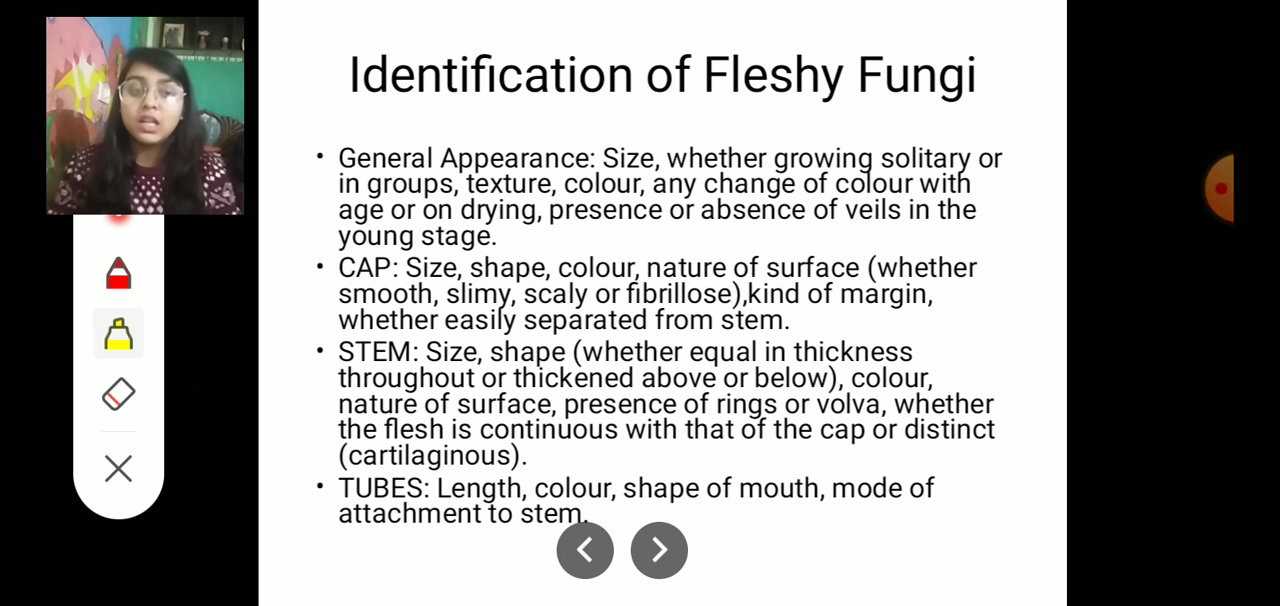 Identification of Fleshy Fungi
• General Appearance: Size, whether growing solitary or
in groups, texture, colour, any change of colour with
age or on drying, presence or absence of veils in the
young stage.
• CAP: Size, shape, colour, nature of surface (whether
smooth, slimy, scaly or fibrillose),kind of margin,
whether easily separated from stem.
• STEM: Size, shape (whether equal in thickness
throughout or thickened above or below), colour,
nature of surface, presence of rings or volva, whether
the flesh is continuous with that of the cap or distinct
(cartilaginous).
• TUBES: Length, colour, shape of mouth, mode of
attachment to stem.